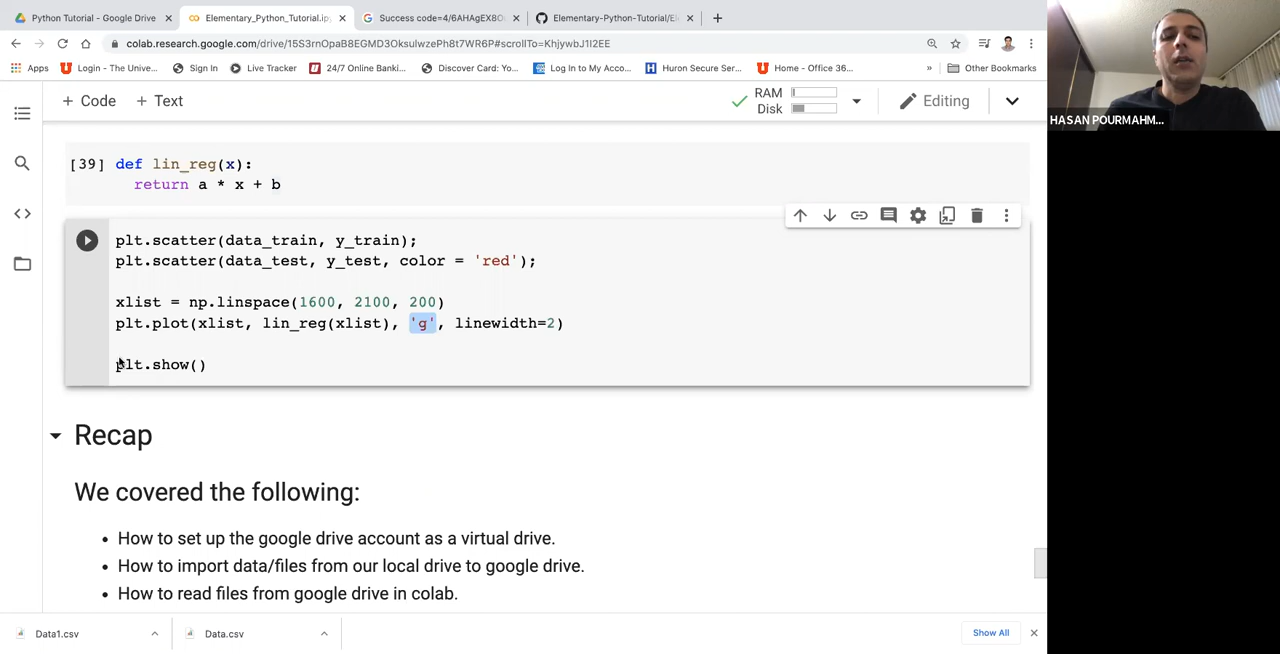 Python Tutorial - Google Drive
Elementary_Python_Tutorial.ip
Success code=4/6AHAgEX8O
Elementary-Python-Tutorial/El
colab.research.google.com/drive/15S3rnOpaB8EGMD3OksulwzePh8t7WR6P#scrollTo=KhjywbJ1I2EE
Apps
Login - The Unive...
Sign In
Live Tracker
24/7 Online Banki...
Discover Card: Yo...
Log In to My Acco...
Huron Secure Ser...
Home - Office 36...
»
Other Bookmarks
HASAN POURMAHM...
+ Code
+ Text
RAM
Disk
Editing
[39] def lin_reg(x):
return a * x + b
plt.scatter(data_train, y_train);
plt.scatter(data_test, y_test, color = 'red');
xlist = np.linspace(1600, 2100, 200)
plt.plot(xlist, lin_reg(xlist), 'g', linewidth=2)
plt.show()
Recap
We covered the following:
• How to set up the google drive account as a virtual drive.
• How to import data/files from our local drive to google drive.
• How to read files from google drive in colab.
Data1.csv
Data.csv
Show All